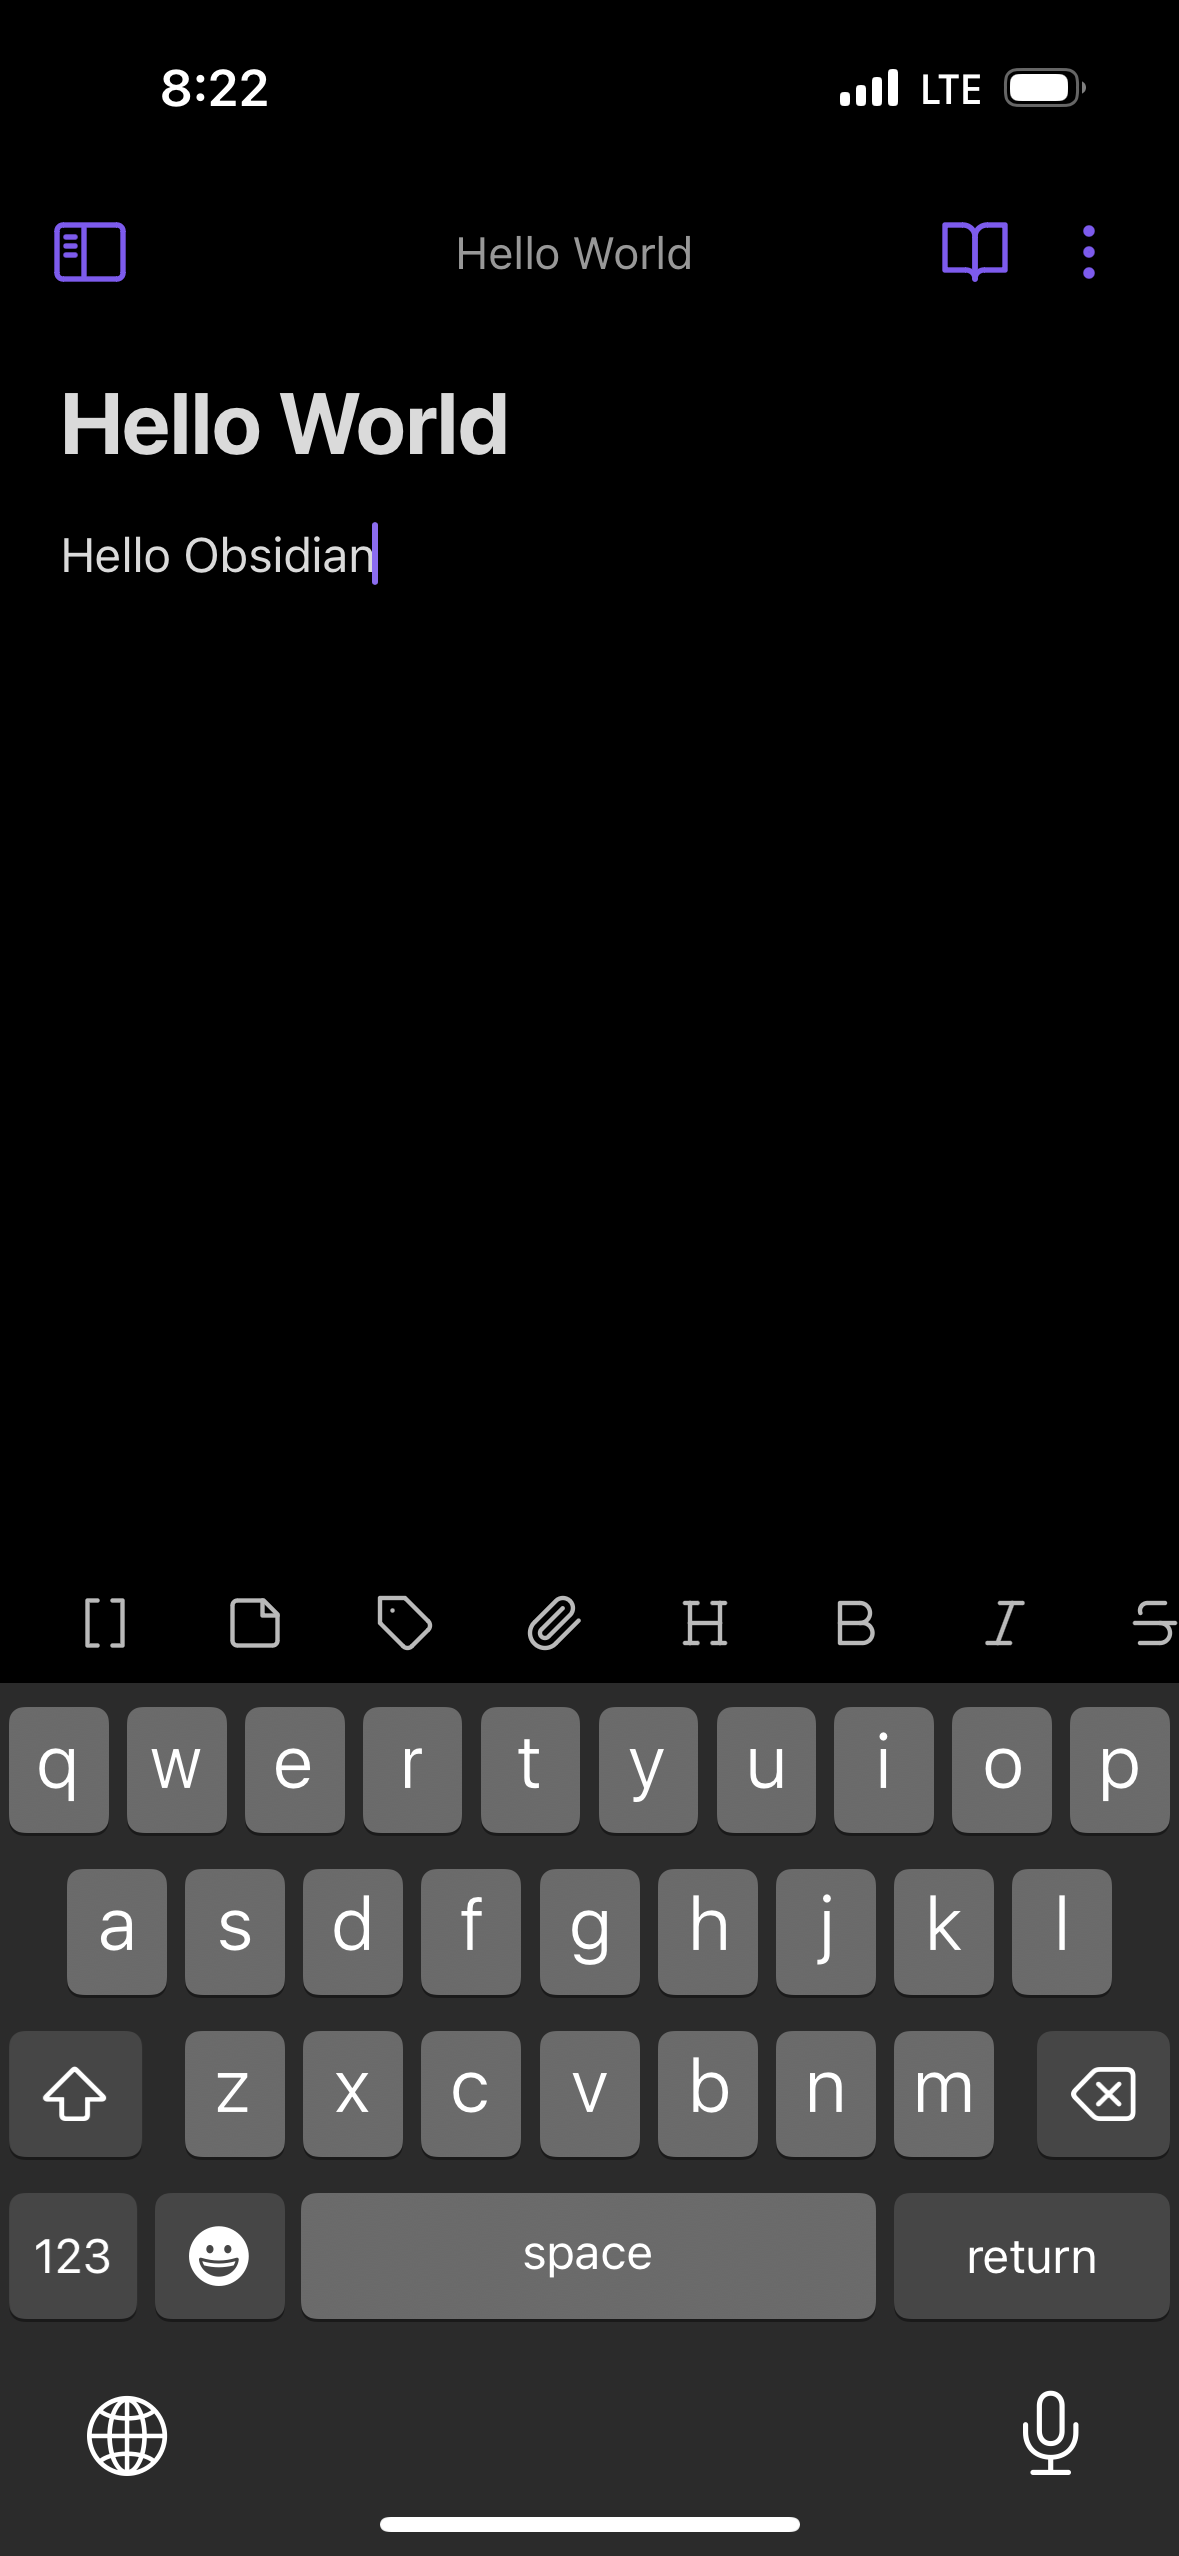 8:22 LTE
Hello World
Hello World
Hello Obsidian
[ ] H B I S
q w e r t y u i o p
a s d f g h j k l
z x c v b n m
123 space return